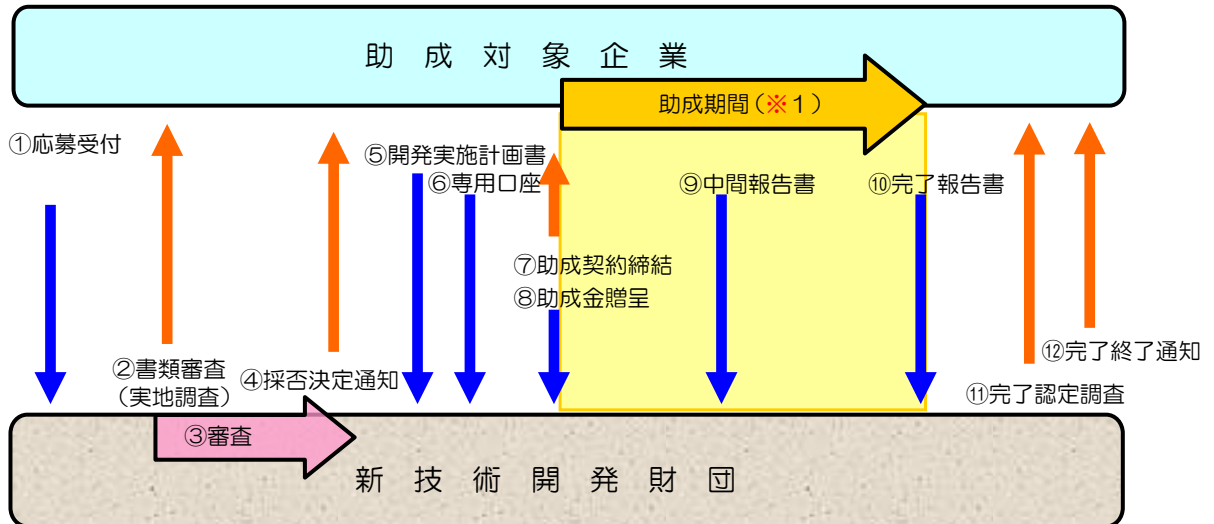 助成対象企業
助成期間(※1)
①応募受付
⑤開発実施計画書
⑥専用口座
⑨中間報告書
⑩完了報告書
⑦助成契約締結
⑧助成金贈呈
②書類審査
(実地調査)
④採否決定通知
⑫完了終了通知
⑪完了認定調査
③審査
新技術開発財団